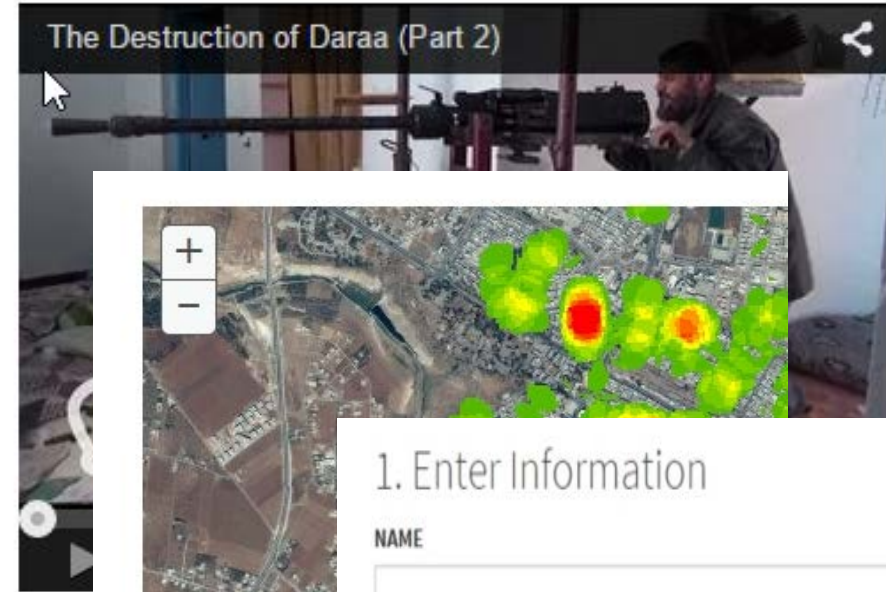 The Destruction of Daraa (Part 2)
+
−
1. Enter Information
NAME